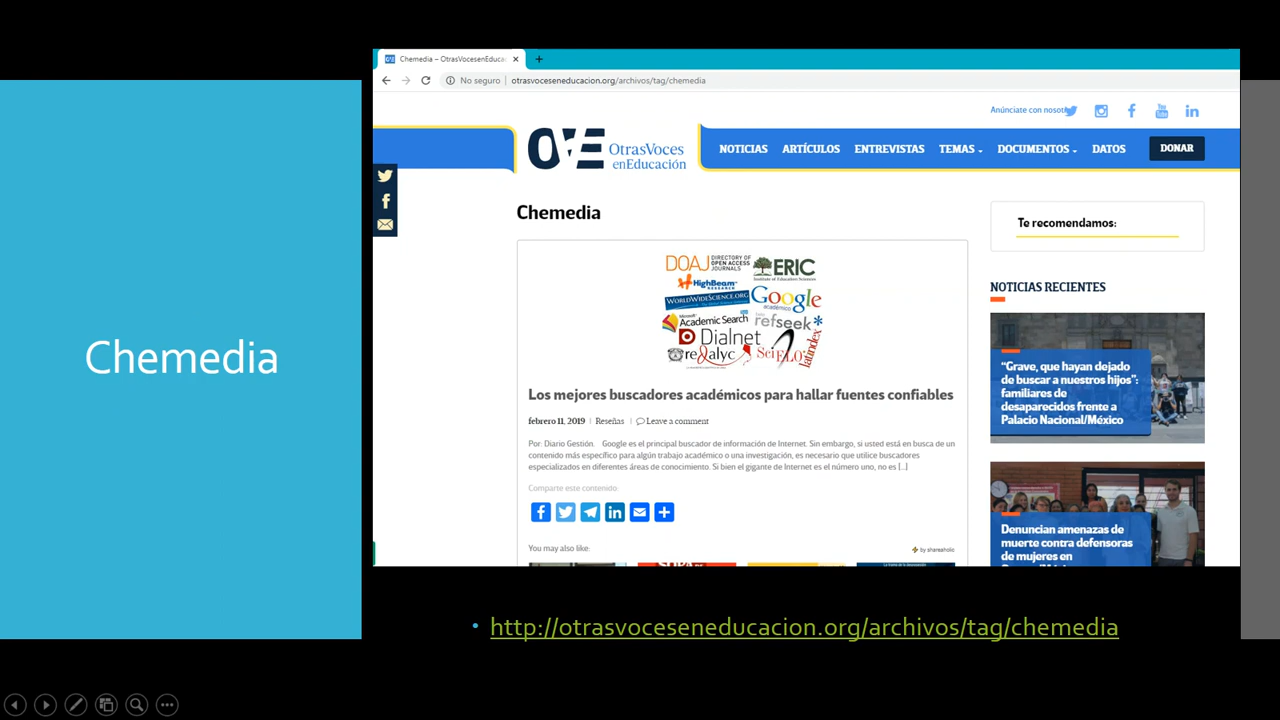 Chemedia
Chemedia – OtrasVocesenEduca
No seguro
otrasvoceseneducacion.org/archivos/tag/chemedia
Anúnciate con
OVE
OtrasVoces
enEducación
NOTICIAS
ARTÍCULOS
ENTREVISTAS
TEMAS
DOCUMENTOS
DATOS
DONAR
Chemedia
DOAJ DIRECTORY OF
OPEN ACCESS
JOURNALS
ERIC
Institute of Education Sciences
HighBeam
RESEARCH
WORLDWIDESCIENCE.ORG
Google
académico
Microsoft
Academic Search
refseek
Dialnet
redalyc
SciELO
latindex
Los mejores buscadores académicos para hallar fuentes confiables
febrero 11, 2019 | Reseñas | Leave a comment
Por: Diario Gestión. Google es el principal buscador de información de Internet. Sin embargo, si usted está en busca de un
contenido más específico para algún trabajo académico o una investigación, es necesario que utilice buscadores
especializados en diferentes áreas de conocimiento. Si bien el gigante de Internet es el número uno, no es [...]
Comparte este contenido:
You may also like:
by shareaholic
Te recomendamos:
NOTICIAS RECIENTES
“Grave, que hayan dejado
de buscar a nuestros hijos”:
familiares de
desaparecidos frente a
Palacio Nacional/México
Denuncian amenazas de
muerte contra defensoras
de mujeres en
http://otrasvoceseneducacion.org/archivos/tag/chemedia